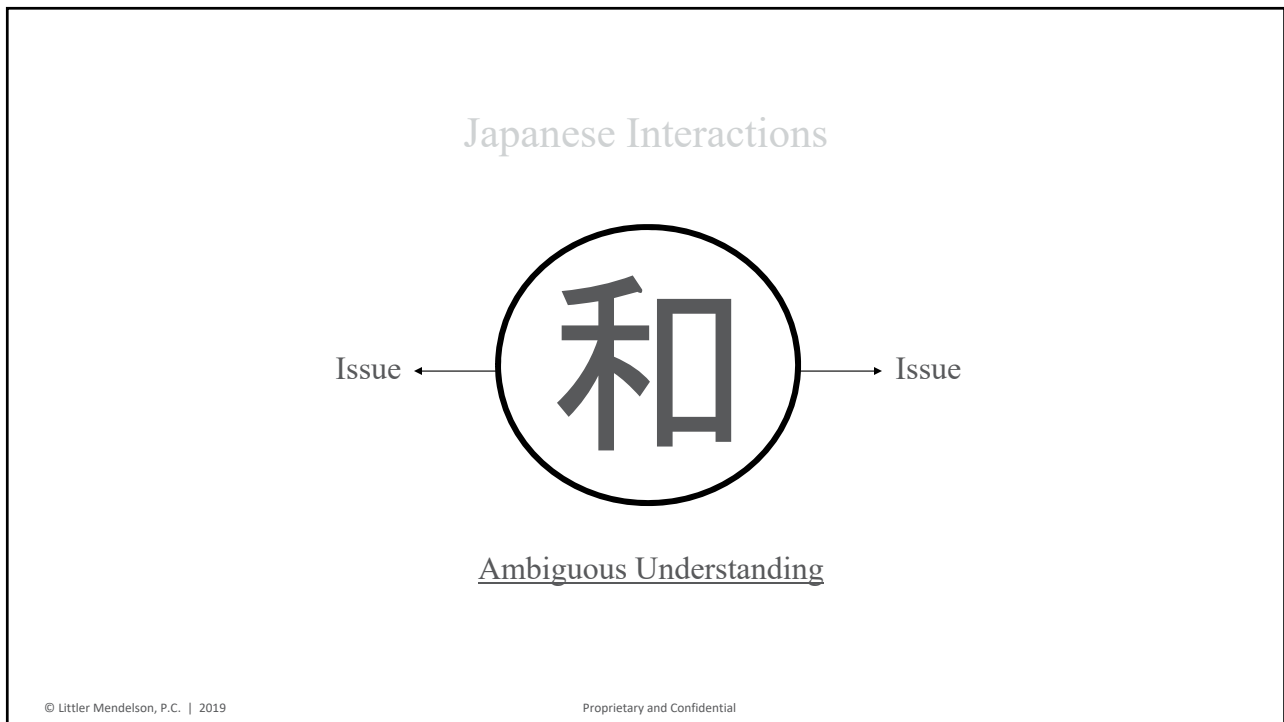 Japanese Interactions
和
Issue
Issue
Ambiguous Understanding
© Littler Mendelson, P.C. | 2019
Proprietary and Confidential